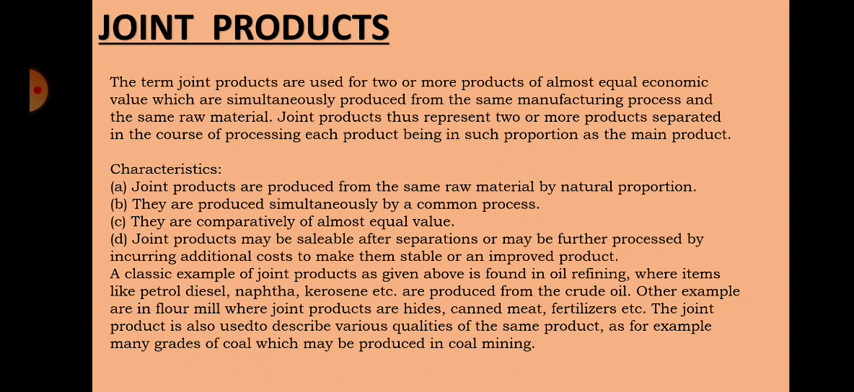 JOINT PRODUCTS
The term joint products are used for two or more products of almost equal economic
value which are simultaneously produced from the same manufacturing process and
the same raw material. Joint products thus represent two or more products separated
in the course of processing each product being in such proportion as the main product.
Characteristics:
(a) Joint products are produced from the same raw material by natural proportion.
(b) They are produced simultaneously by a common process.
(c) They are comparatively of almost equal value.
(d) Joint products may be saleable after separations or may be further processed by
incurring additional costs to make them stable or an improved product.
A classic example of joint products as given above is found in oil refining, where items
like petrol diesel, naphtha, kerosene etc. are produced from the crude oil. Other example
are in flour mill where joint products are hides, canned meat, fertilizers etc. The joint
product is also usedto describe various qualities of the same product, as for example
many grades of coal which may be produced in coal mining.